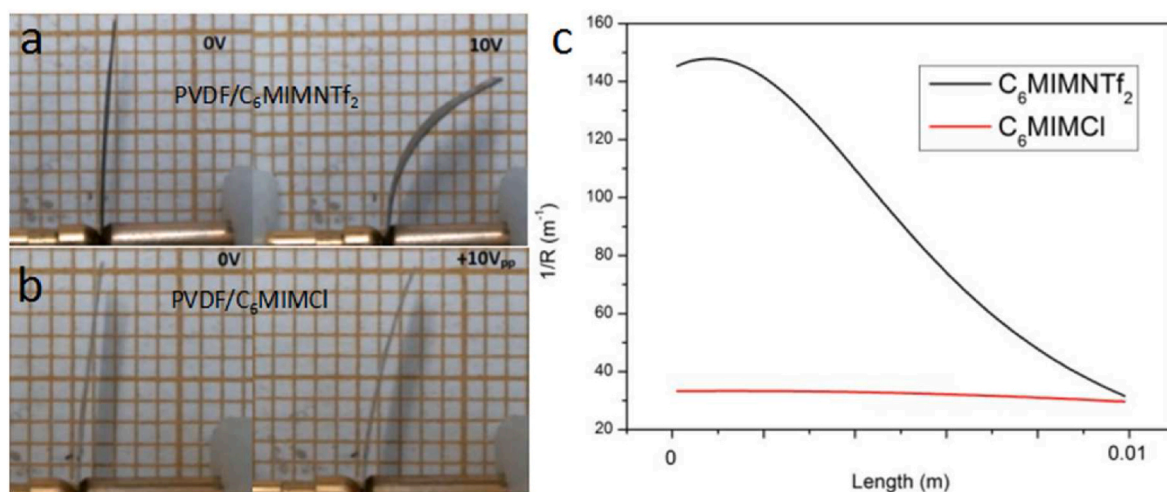 a
0V
10V
PVDF/C₆MIMNTf₂
b
0V
+10Vpp
PVDF/C₆MIMCl
c
160
140
120
100
80
60
40
20
1/R (m⁻¹)
C₆MIMNTf₂
C₆MIMCl
0
0.01
Length (m)